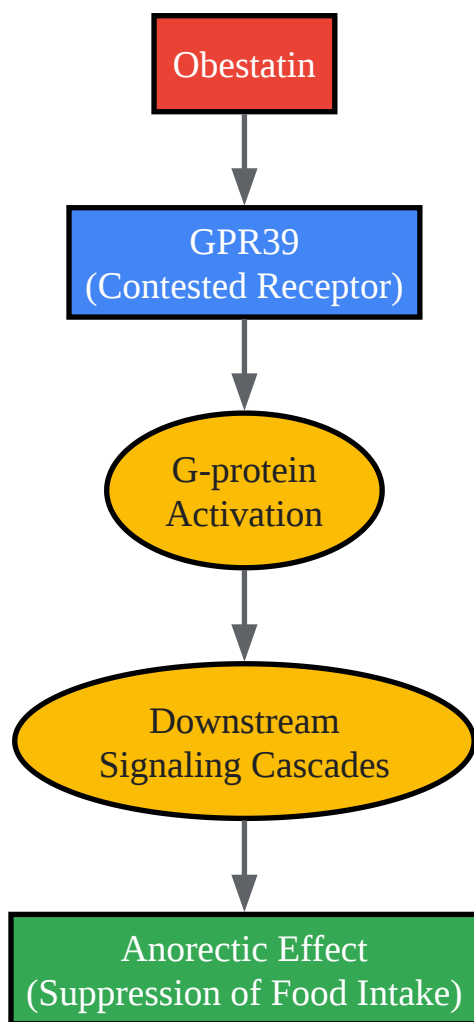 Obestatin
GPR39
(Contested Receptor)
G-protein
Activation
Downstream
Signaling Cascades
Anorectic Effect
(Suppression of Food Intake)